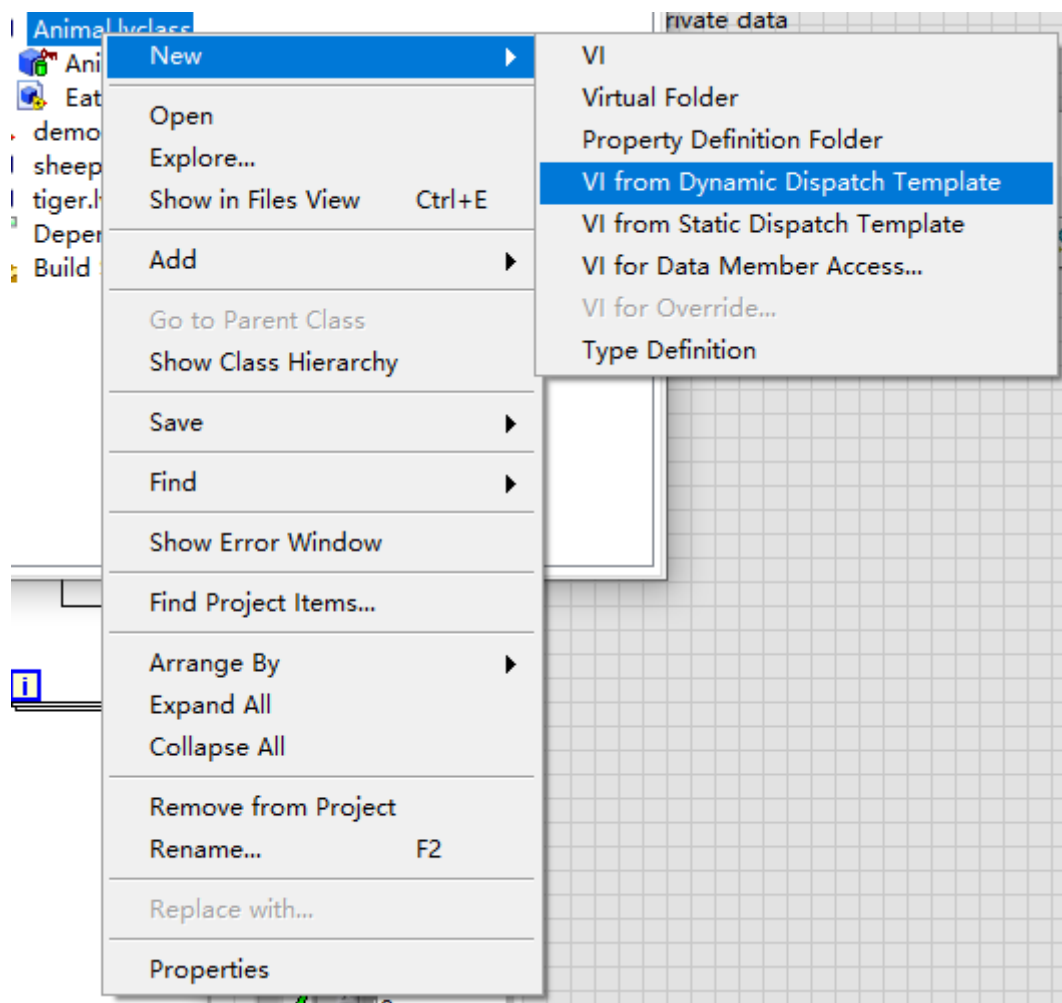 Animal.lvclass
rivate data
Ani
Eat
demo
sheep
tiger.l
Deper
Build
New
Open
Explore...
Show in Files View Ctrl+E
Add
Go to Parent Class
Show Class Hierarchy
Save
Find
Show Error Window
Find Project Items...
Arrange By
Expand All
Collapse All
Remove from Project
Rename... F2
Replace with...
Properties
VI
Virtual Folder
Property Definition Folder
VI from Dynamic Dispatch Template
VI from Static Dispatch Template
VI for Data Member Access...
VI for Override...
Type Definition
i